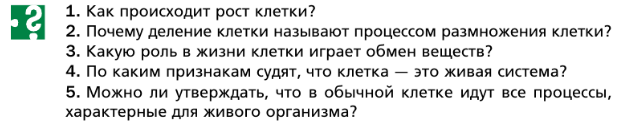 1. Как происходит рост клетки?
2. Почему деление клетки называют процессом размножения клетки?
3. Какую роль в жизни клетки играет обмен веществ?
4. По каким признакам судят, что клетка — это живая система?
5. Можно ли утверждать, что в обычной клетке идут все процессы,
характерные для живого организма?